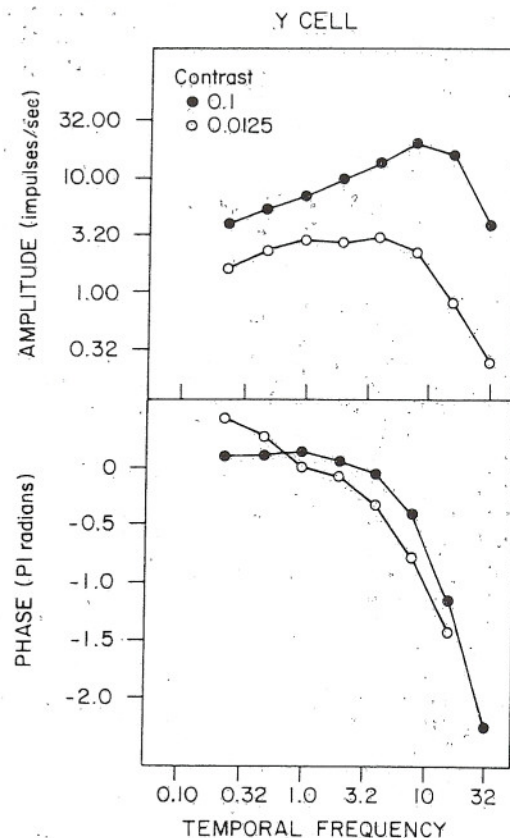 Y CELL
Contrast
● 0.1
○ 0.0125
AMPLITUDE (impulses/sec)
32.00
10.00
3.20
1.00
0.32
PHASE (PI radians)
0
-0.5
-1.0
-1.5
-2.0
0.10 0.32 1.0 3.2 10 32
TEMPORAL FREQUENCY